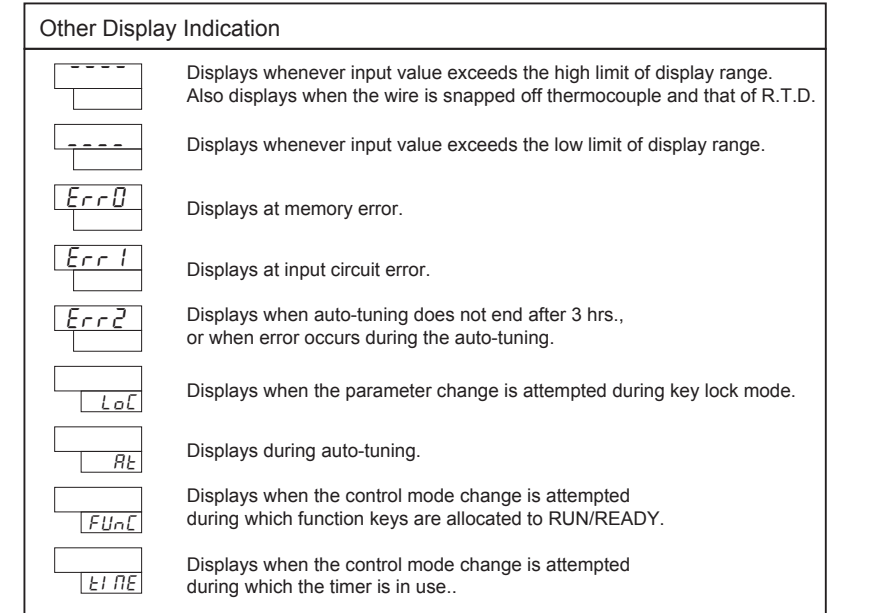 Other Display Indication
----
Displays whenever input value exceeds the high limit of display range.
Also displays when the wire is snapped off thermocouple and that of R.T.D.
----
Displays whenever input value exceeds the low limit of display range.
Err0
Displays at memory error.
Err1
Displays at input circuit error.
Err2
Displays when auto-tuning does not end after 3 hrs.,
or when error occurs during the auto-tuning.
LoC
Displays when the parameter change is attempted during key lock mode.
At
Displays during auto-tuning.
FUnC
Displays when the control mode change is attempted
during which function keys are allocated to RUN/READY.
tIME
Displays when the control mode change is attempted
during which the timer is in use..